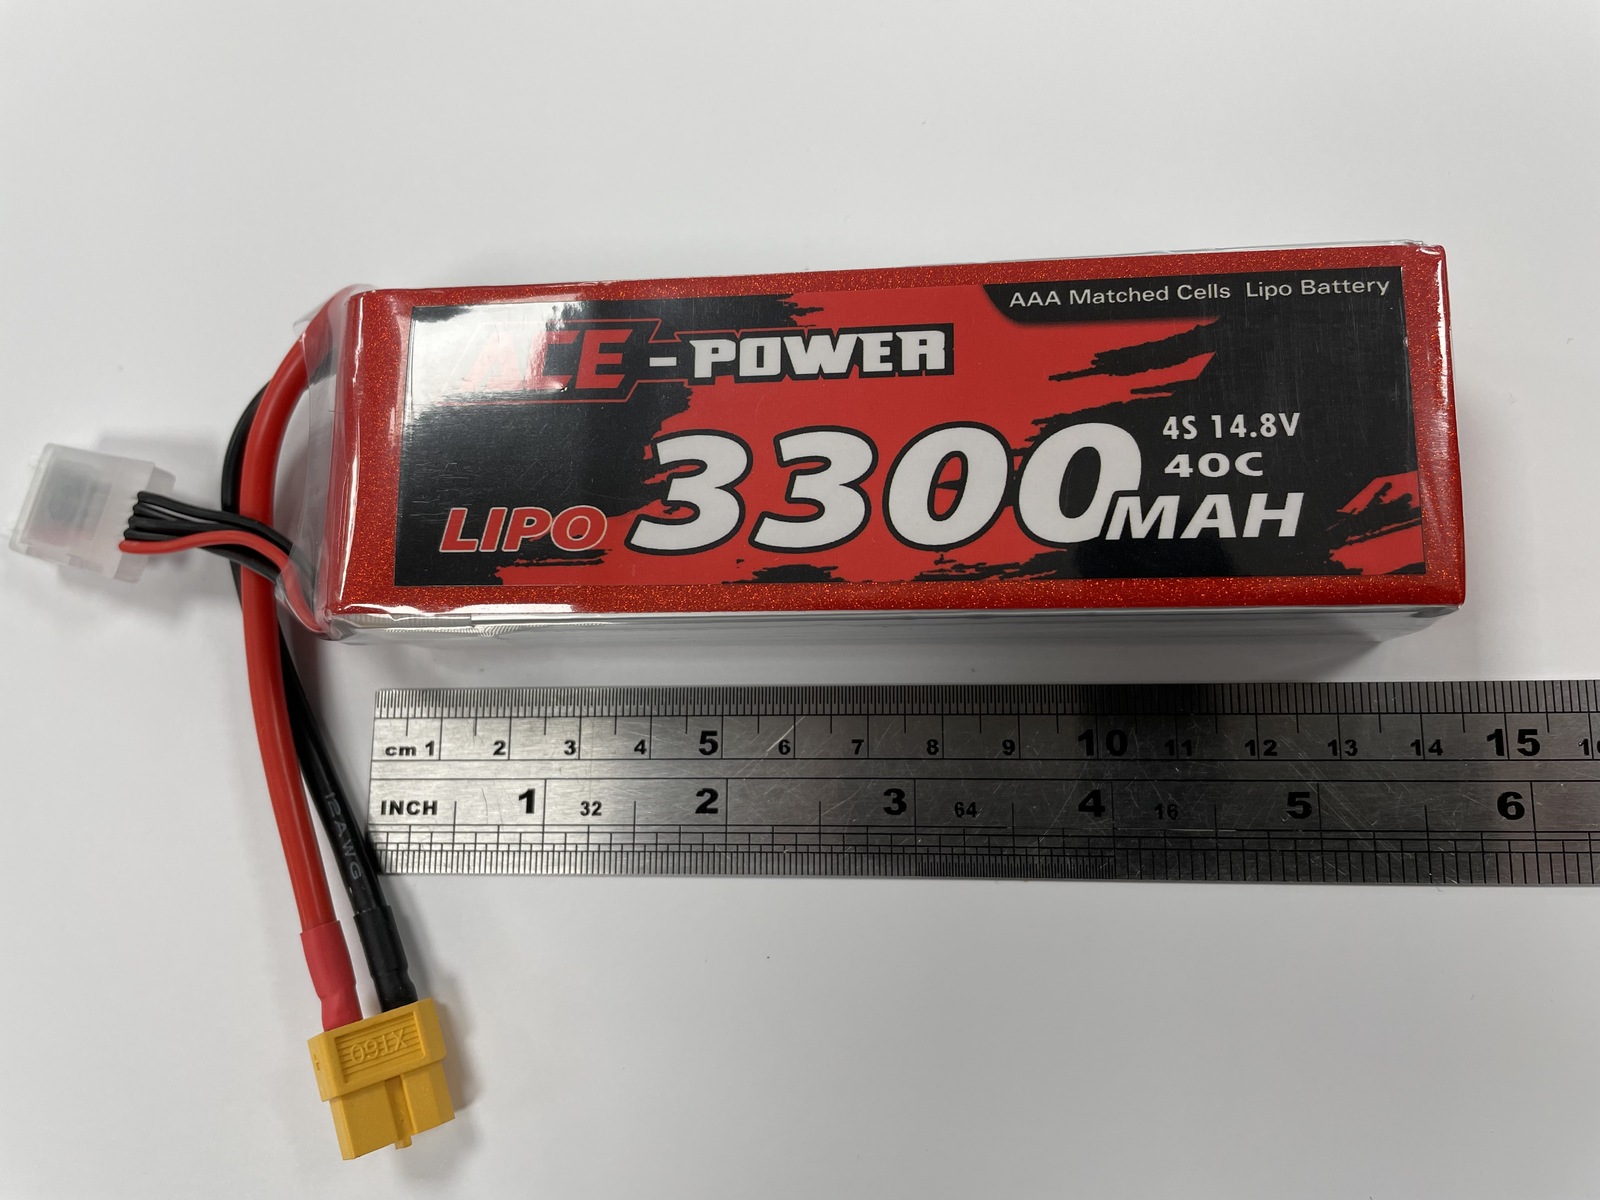 AAA Matched Cells Lipo Battery
ACE-POWER
4S 14.8V
40C
LIPO 3300MAH
cm 1 2 3 4 5 6 7 8 9 10 11 12 13 14 15
INCH 1 32 2 3 64 4 16 5 6
12AWG
XT60